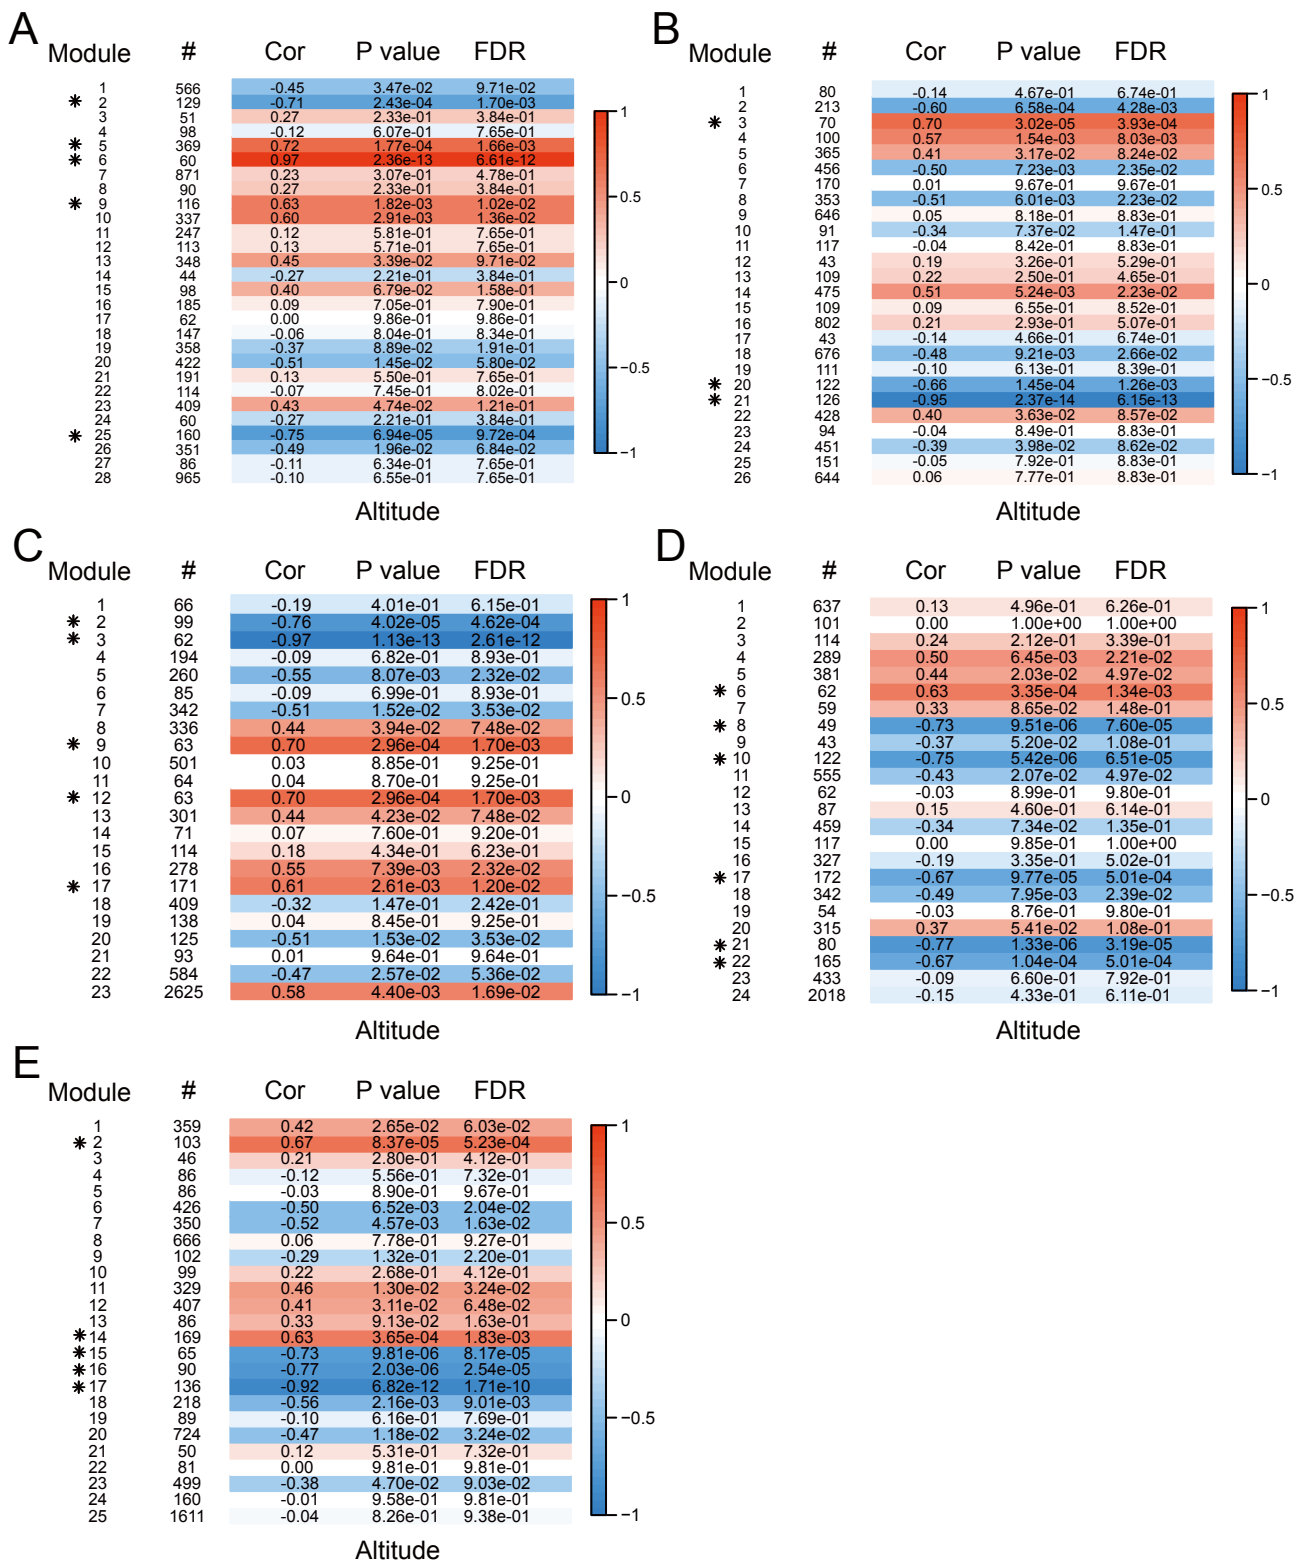 A
Module # Cor P value FDR
1 566 -0.45 3.47e-02 9.71e-02
* 2 129 -0.71 2.43e-04 1.70e-03
3 51 0.27 2.33e-01 3.84e-01
4 98 -0.12 6.07e-01 7.65e-01
* 5 369 0.72 1.77e-04 1.66e-03
* 6 60 0.97 2.36e-13 6.61e-12
7 871 0.23 3.07e-01 4.78e-01
8 90 0.27 2.33e-01 3.84e-01
* 9 116 0.63 1.82e-03 1.02e-02
10 337 0.60 2.91e-03 1.36e-02
11 247 0.12 5.81e-01 7.65e-01
12 113 0.13 5.71e-01 7.65e-01
13 348 0.45 3.39e-02 9.71e-02
14 44 -0.27 2.21e-01 3.84e-01
15 98 0.40 6.79e-02 1.58e-01
16 185 0.09 7.05e-01 7.90e-01
17 62 0.00 9.86e-01 9.86e-01
18 147 -0.06 8.04e-01 8.34e-01
19 358 -0.37 8.89e-02 1.91e-01
20 422 -0.51 1.45e-02 5.80e-02
21 191 0.13 5.50e-01 7.65e-01
22 114 -0.07 7.45e-01 8.02e-01
23 409 0.43 4.74e-02 1.21e-01
24 60 -0.27 2.21e-01 3.84e-01
* 25 160 -0.75 6.94e-05 9.72e-04
26 351 -0.49 1.96e-02 6.84e-02
27 86 -0.11 6.34e-01 7.65e-01
28 965 -0.10 6.55e-01 7.65e-01
1
0.5
0
−0.5
−1
Altitude
B
Module # Cor P value FDR
1 80 -0.14 4.67e-01 6.74e-01
2 213 -0.60 6.58e-04 4.28e-03
* 3 70 0.70 3.02e-05 3.93e-04
4 100 0.57 1.54e-03 8.03e-03
5 365 0.41 3.17e-02 8.24e-02
6 456 -0.50 7.23e-03 2.35e-02
7 170 0.01 9.67e-01 9.67e-01
8 353 -0.51 6.01e-03 2.23e-02
9 646 0.05 8.18e-01 8.83e-01
10 91 -0.34 7.37e-02 1.47e-01
11 117 -0.04 8.42e-01 8.83e-01
12 43 0.19 3.26e-01 5.29e-01
13 109 0.22 2.50e-01 4.65e-01
14 475 0.51 5.24e-03 2.23e-02
15 109 0.09 6.55e-01 8.52e-01
16 802 0.21 2.93e-01 5.07e-01
17 43 -0.14 4.66e-01 6.74e-01
18 676 -0.48 9.21e-03 2.66e-02
19 111 -0.10 6.13e-01 8.39e-01
* 20 122 -0.66 1.45e-04 1.26e-03
* 21 126 -0.95 2.37e-14 6.15e-13
22 428 0.40 3.63e-02 8.57e-02
23 94 -0.04 8.49e-01 8.83e-01
24 451 -0.39 3.98e-02 8.62e-02
25 151 -0.05 7.92e-01 8.83e-01
26 644 0.06 7.77e-01 8.83e-01
1
0.5
0
−0.5
−1
Altitude
C
Module # Cor P value FDR
1 66 -0.19 4.01e-01 6.15e-01
* 2 99 -0.76 4.02e-05 4.62e-04
* 3 62 -0.97 1.13e-13 2.61e-12
4 194 -0.09 6.82e-01 8.93e-01
5 260 -0.55 8.07e-03 2.32e-02
6 85 -0.09 6.99e-01 8.93e-01
7 342 -0.51 1.52e-02 3.53e-02
8 336 0.44 3.94e-02 7.48e-02
* 9 63 0.70 2.96e-04 1.70e-03
10 501 0.03 8.85e-01 9.25e-01
11 64 0.04 8.70e-01 9.25e-01
* 12 63 0.70 2.96e-04 1.70e-03
13 301 0.44 4.23e-02 7.48e-02
14 71 0.07 7.60e-01 9.20e-01
15 114 0.18 4.34e-01 6.23e-01
16 278 0.55 7.39e-03 2.32e-02
* 17 171 0.61 2.61e-03 1.20e-02
18 409 -0.32 1.47e-01 2.42e-01
19 138 0.04 8.45e-01 9.25e-01
20 125 -0.51 1.53e-02 3.53e-02
21 93 0.01 9.64e-01 9.64e-01
22 584 -0.47 2.57e-02 5.36e-02
23 2625 0.58 4.40e-03 1.69e-02
1
0.5
0
−0.5
−1
Altitude
D
Module # Cor P value FDR
1 637 0.13 4.96e-01 6.26e-01
2 101 0.00 1.00e+00 1.00e+00
3 114 0.24 2.12e-01 3.39e-01
4 289 0.50 6.45e-03 2.21e-02
5 381 0.44 2.03e-02 4.97e-02
* 6 62 0.63 3.35e-04 1.34e-03
7 59 0.33 8.65e-02 1.48e-01
* 8 49 -0.73 9.51e-06 7.60e-05
9 43 -0.37 5.20e-02 1.08e-01
* 10 122 -0.75 5.42e-06 6.51e-05
11 555 -0.43 2.07e-02 4.97e-02
12 62 -0.03 8.99e-01 9.80e-01
13 87 0.15 4.60e-01 6.14e-01
14 459 -0.34 7.34e-02 1.35e-01
15 117 0.00 9.85e-01 1.00e+00
16 327 -0.19 3.35e-01 5.02e-01
* 17 172 -0.67 9.77e-05 5.01e-04
18 342 -0.49 7.95e-03 2.39e-02
19 54 -0.03 8.76e-01 9.80e-01
20 315 0.37 5.41e-02 1.08e-01
* 21 80 -0.77 1.33e-06 3.19e-05
* 22 165 -0.67 1.04e-04 5.01e-04
23 433 -0.09 6.60e-01 7.92e-01
24 2018 -0.15 4.33e-01 6.11e-01
1
0.5
0
−0.5
−1
Altitude
E
Module # Cor P value FDR
1 359 0.42 2.65e-02 6.03e-02
* 2 103 0.67 8.37e-05 5.23e-04
3 46 0.21 2.80e-01 4.12e-01
4 86 -0.12 5.56e-01 7.32e-01
5 86 -0.03 8.90e-01 9.67e-01
6 426 -0.50 6.52e-03 2.04e-02
7 350 -0.52 4.57e-03 1.63e-02
8 666 0.06 7.78e-01 9.27e-01
9 102 -0.29 1.32e-01 2.20e-01
10 99 0.22 2.68e-01 4.12e-01
11 329 0.46 1.30e-02 3.24e-02
12 407 0.41 3.11e-02 6.48e-02
13 86 0.33 9.13e-02 1.63e-01
* 14 169 0.63 3.65e-04 1.83e-03
* 15 65 -0.73 9.81e-06 8.17e-05
* 16 90 -0.77 2.03e-06 2.54e-05
* 17 136 -0.92 6.82e-12 1.71e-10
18 218 -0.56 2.16e-03 9.01e-03
19 89 -0.10 6.16e-01 7.69e-01
20 724 -0.47 1.18e-02 3.24e-02
21 50 0.12 5.31e-01 7.32e-01
22 81 0.00 9.81e-01 9.81e-01
23 499 -0.38 4.70e-02 9.03e-02
24 160 -0.01 9.58e-01 9.81e-01
25 1611 -0.04 8.26e-01 9.38e-01
1
0.5
0
−0.5
−1
Altitude